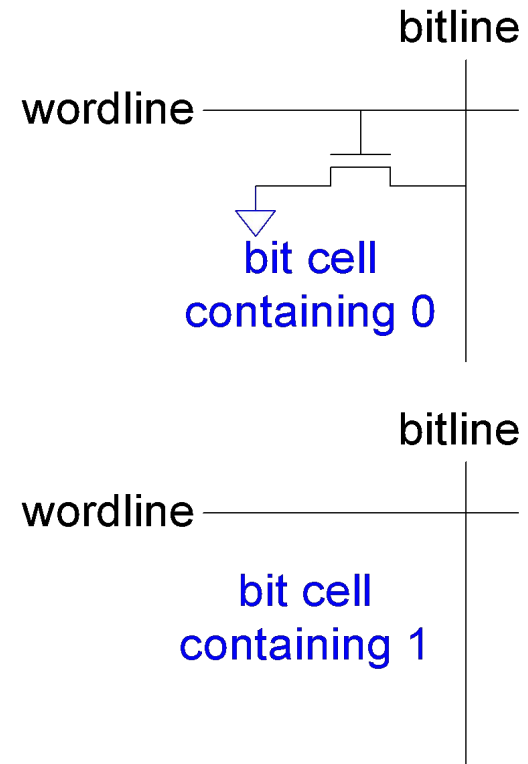 bitline
wordline
bit cell
containing 0
bitline
wordline
bit cell
containing 1